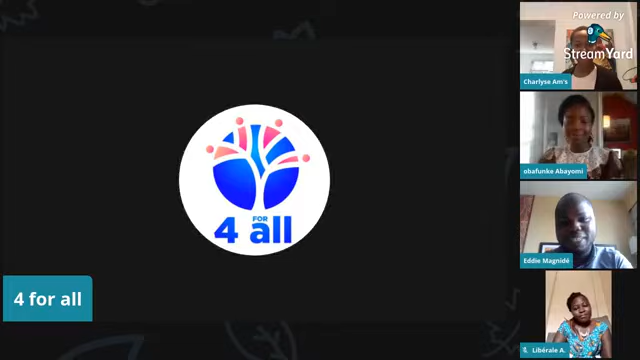 Powered by
StreamYard
Charlyse Am's
obafunke Abayomi
FOR
4 all
4 for all
Eddie Magnidé
Libérale A.